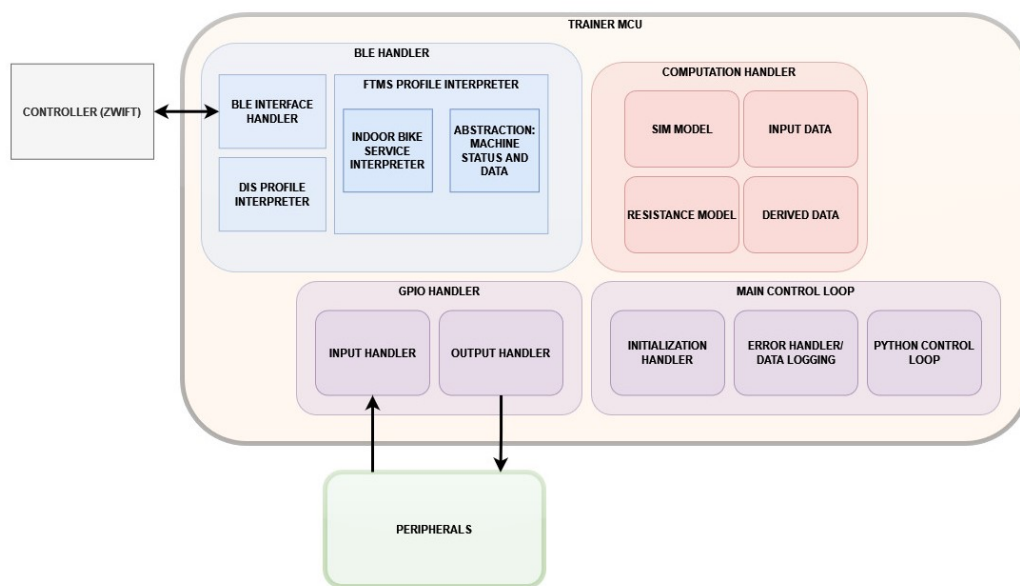 TRAINER MCU
BLE HANDLER
CONTROLLER (ZWIFT)
BLE INTERFACE
HANDLER
DIS PROFILE
INTERPRETER
FTMS PROFILE INTERPRETER
INDOOR BIKE
SERVICE
INTERPRETER
ABSTRACTION:
MACHINE
STATUS AND
DATA
COMPUTATION HANDLER
SIM MODEL
INPUT DATA
RESISTANCE MODEL
DERIVED DATA
GPIO HANDLER
INPUT HANDLER
OUTPUT HANDLER
MAIN CONTROL LOOP
INITIALIZATION
HANDLER
ERROR HANDLER/
DATA LOGGING
PYTHON CONTROL
LOOP
PERIPHERALS